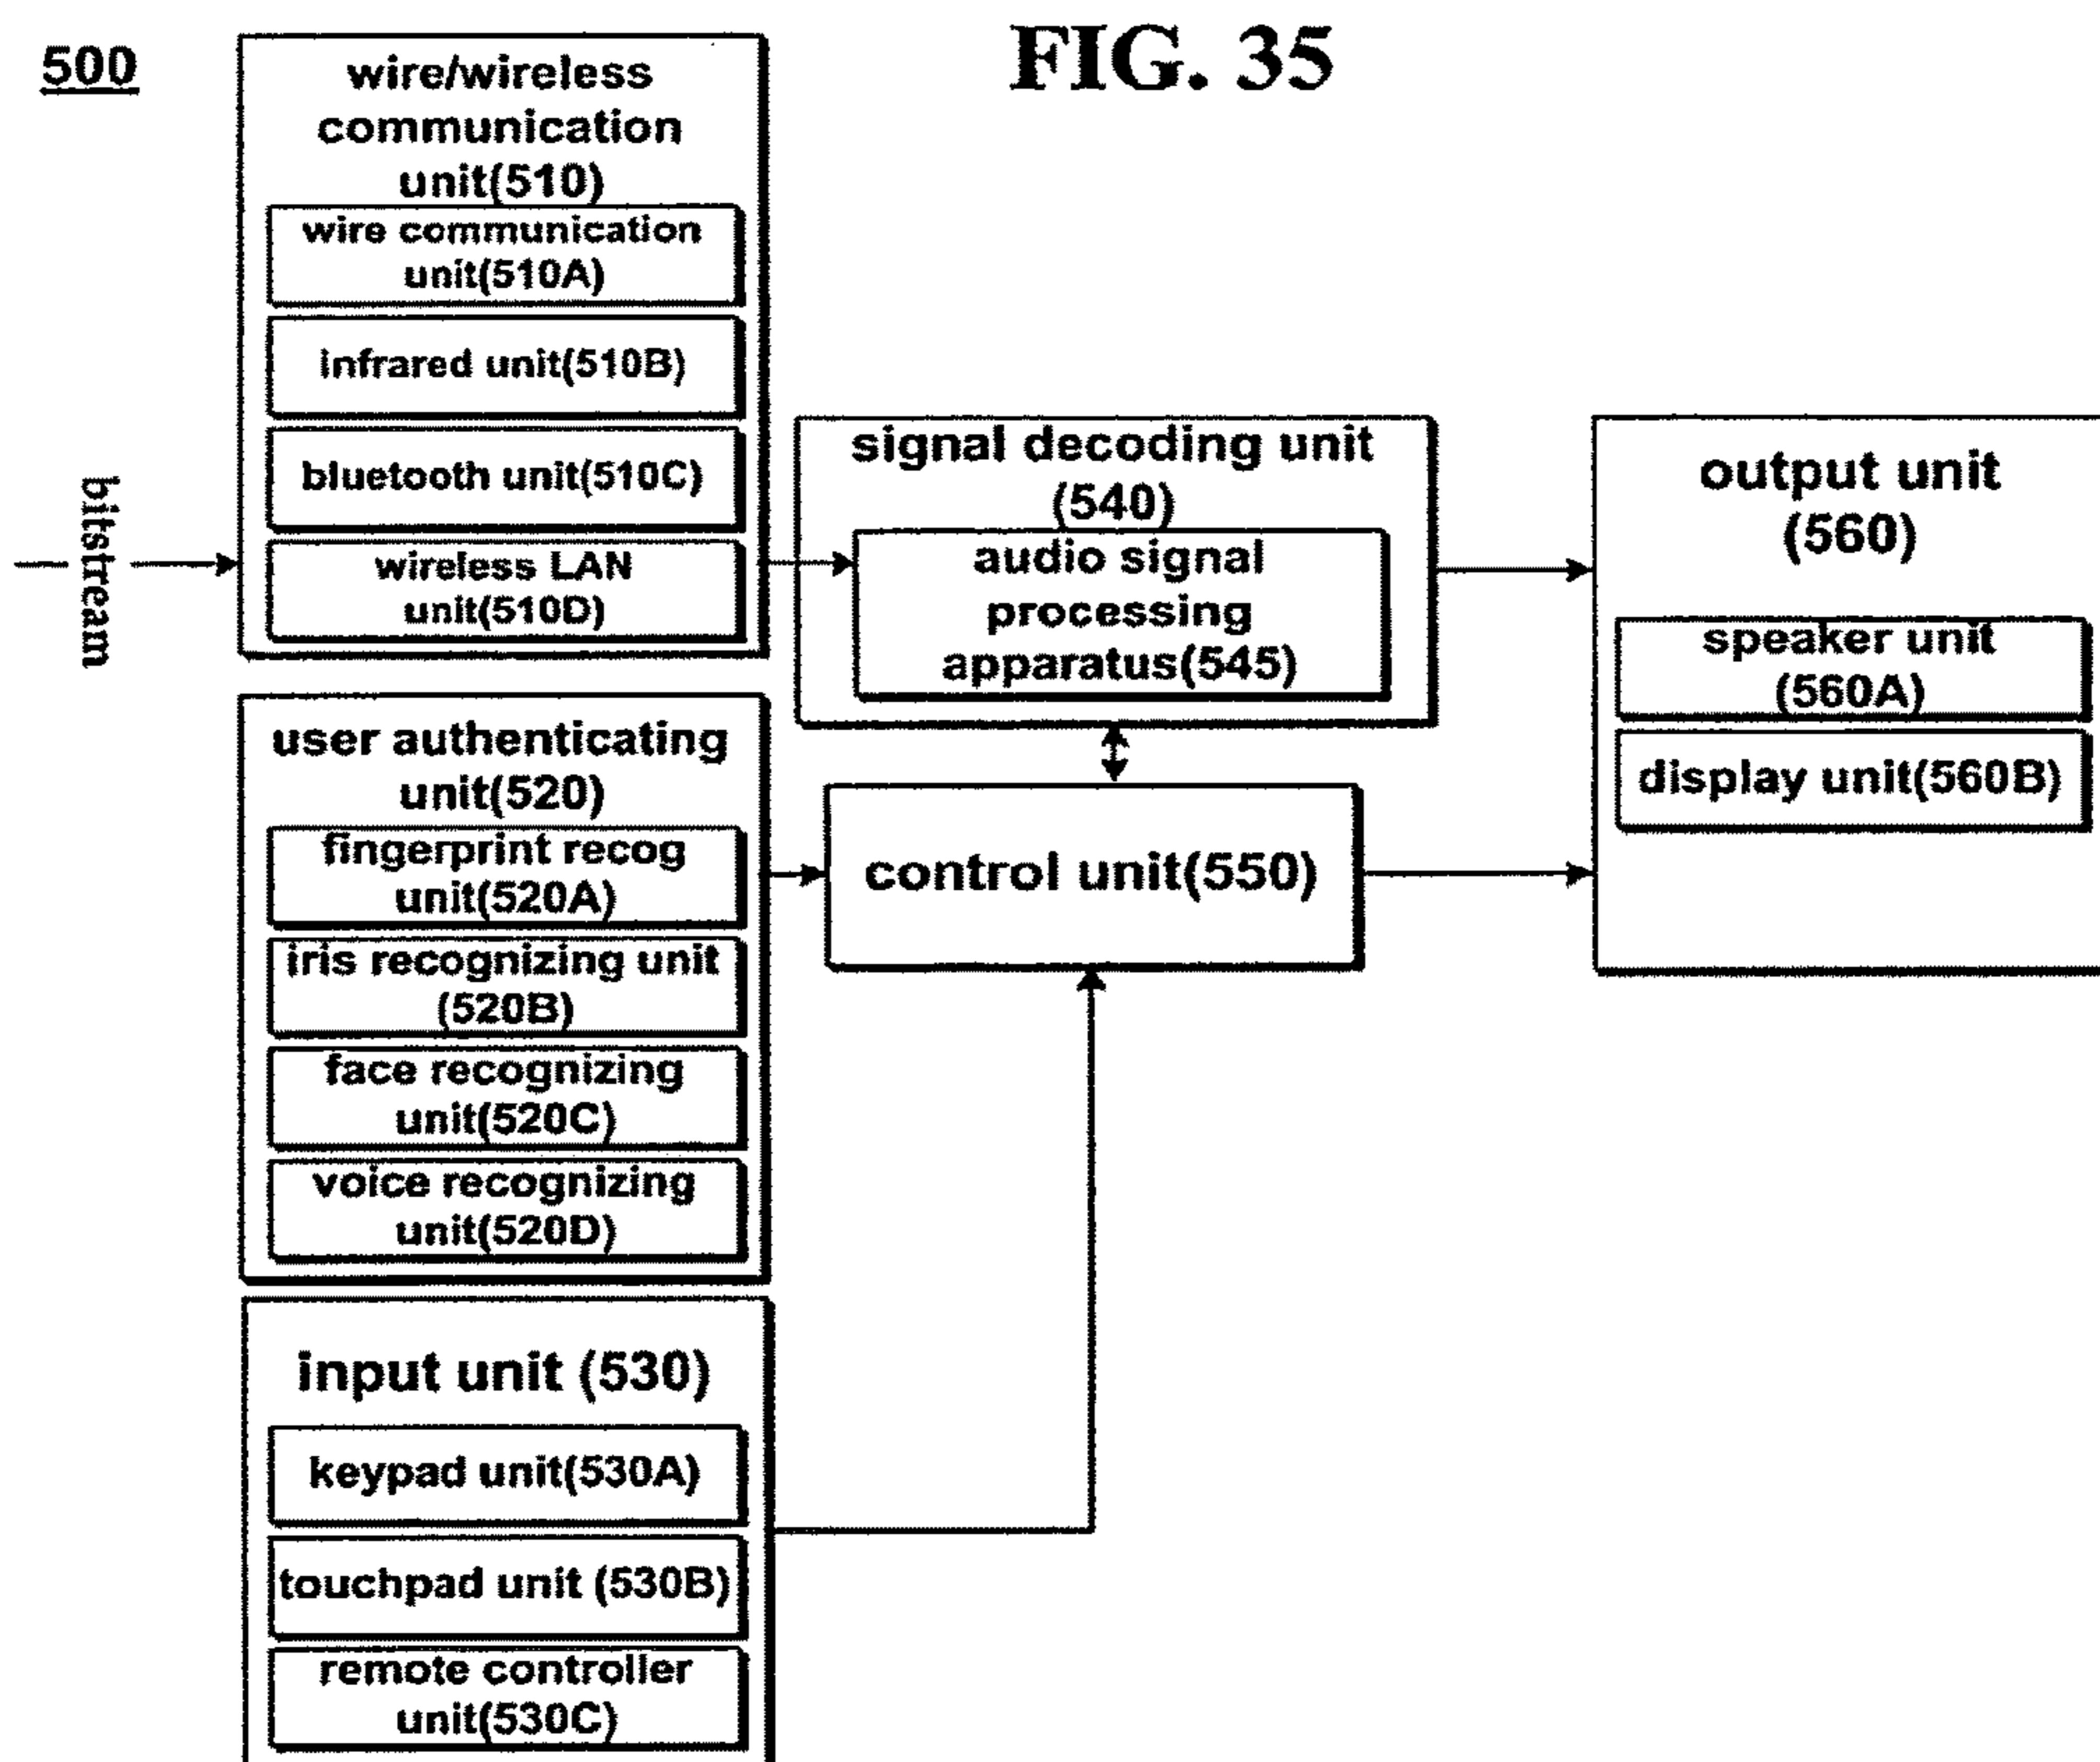 FIG. 35
500
wire/wireless
communication
unit(510)
wire communication
unit(510A)
infrared unit(510B)
bluetooth unit(510C)
wireless LAN
unit(510D)
bitstream
signal decoding unit
(540)
audio signal
processing
apparatus(545)
output unit
(560)
speaker unit
(560A)
display unit(560B)
user authenticating
unit(520)
fingerprint recog
unit(520A)
iris recognizing unit
(520B)
face recognizing
unit(520C)
voice recognizing
unit(520D)
control unit(550)
input unit (530)
keypad unit(530A)
touchpad unit (530B)
remote controller
unit(530C)